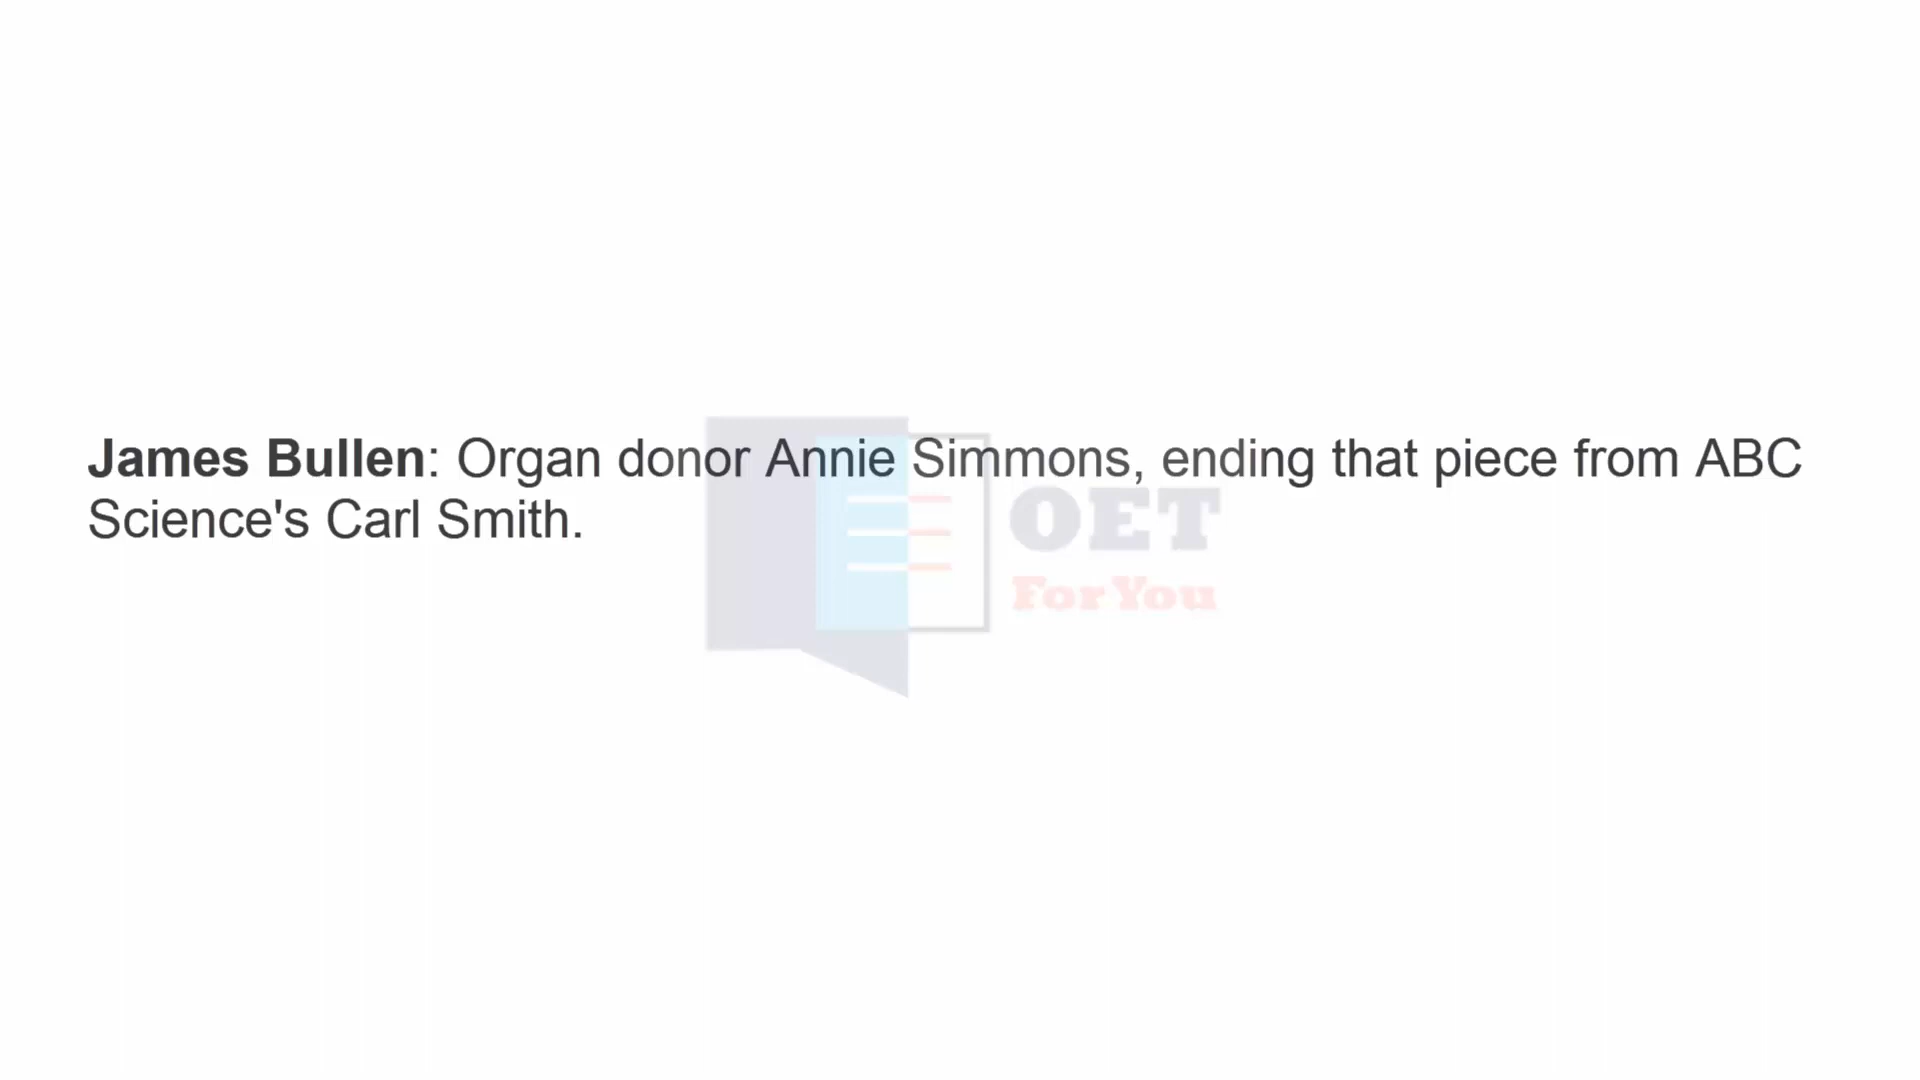 James Bullen: Organ donor Annie Simmons, ending that piece from ABC
Science's Carl Smith.
OET
For You